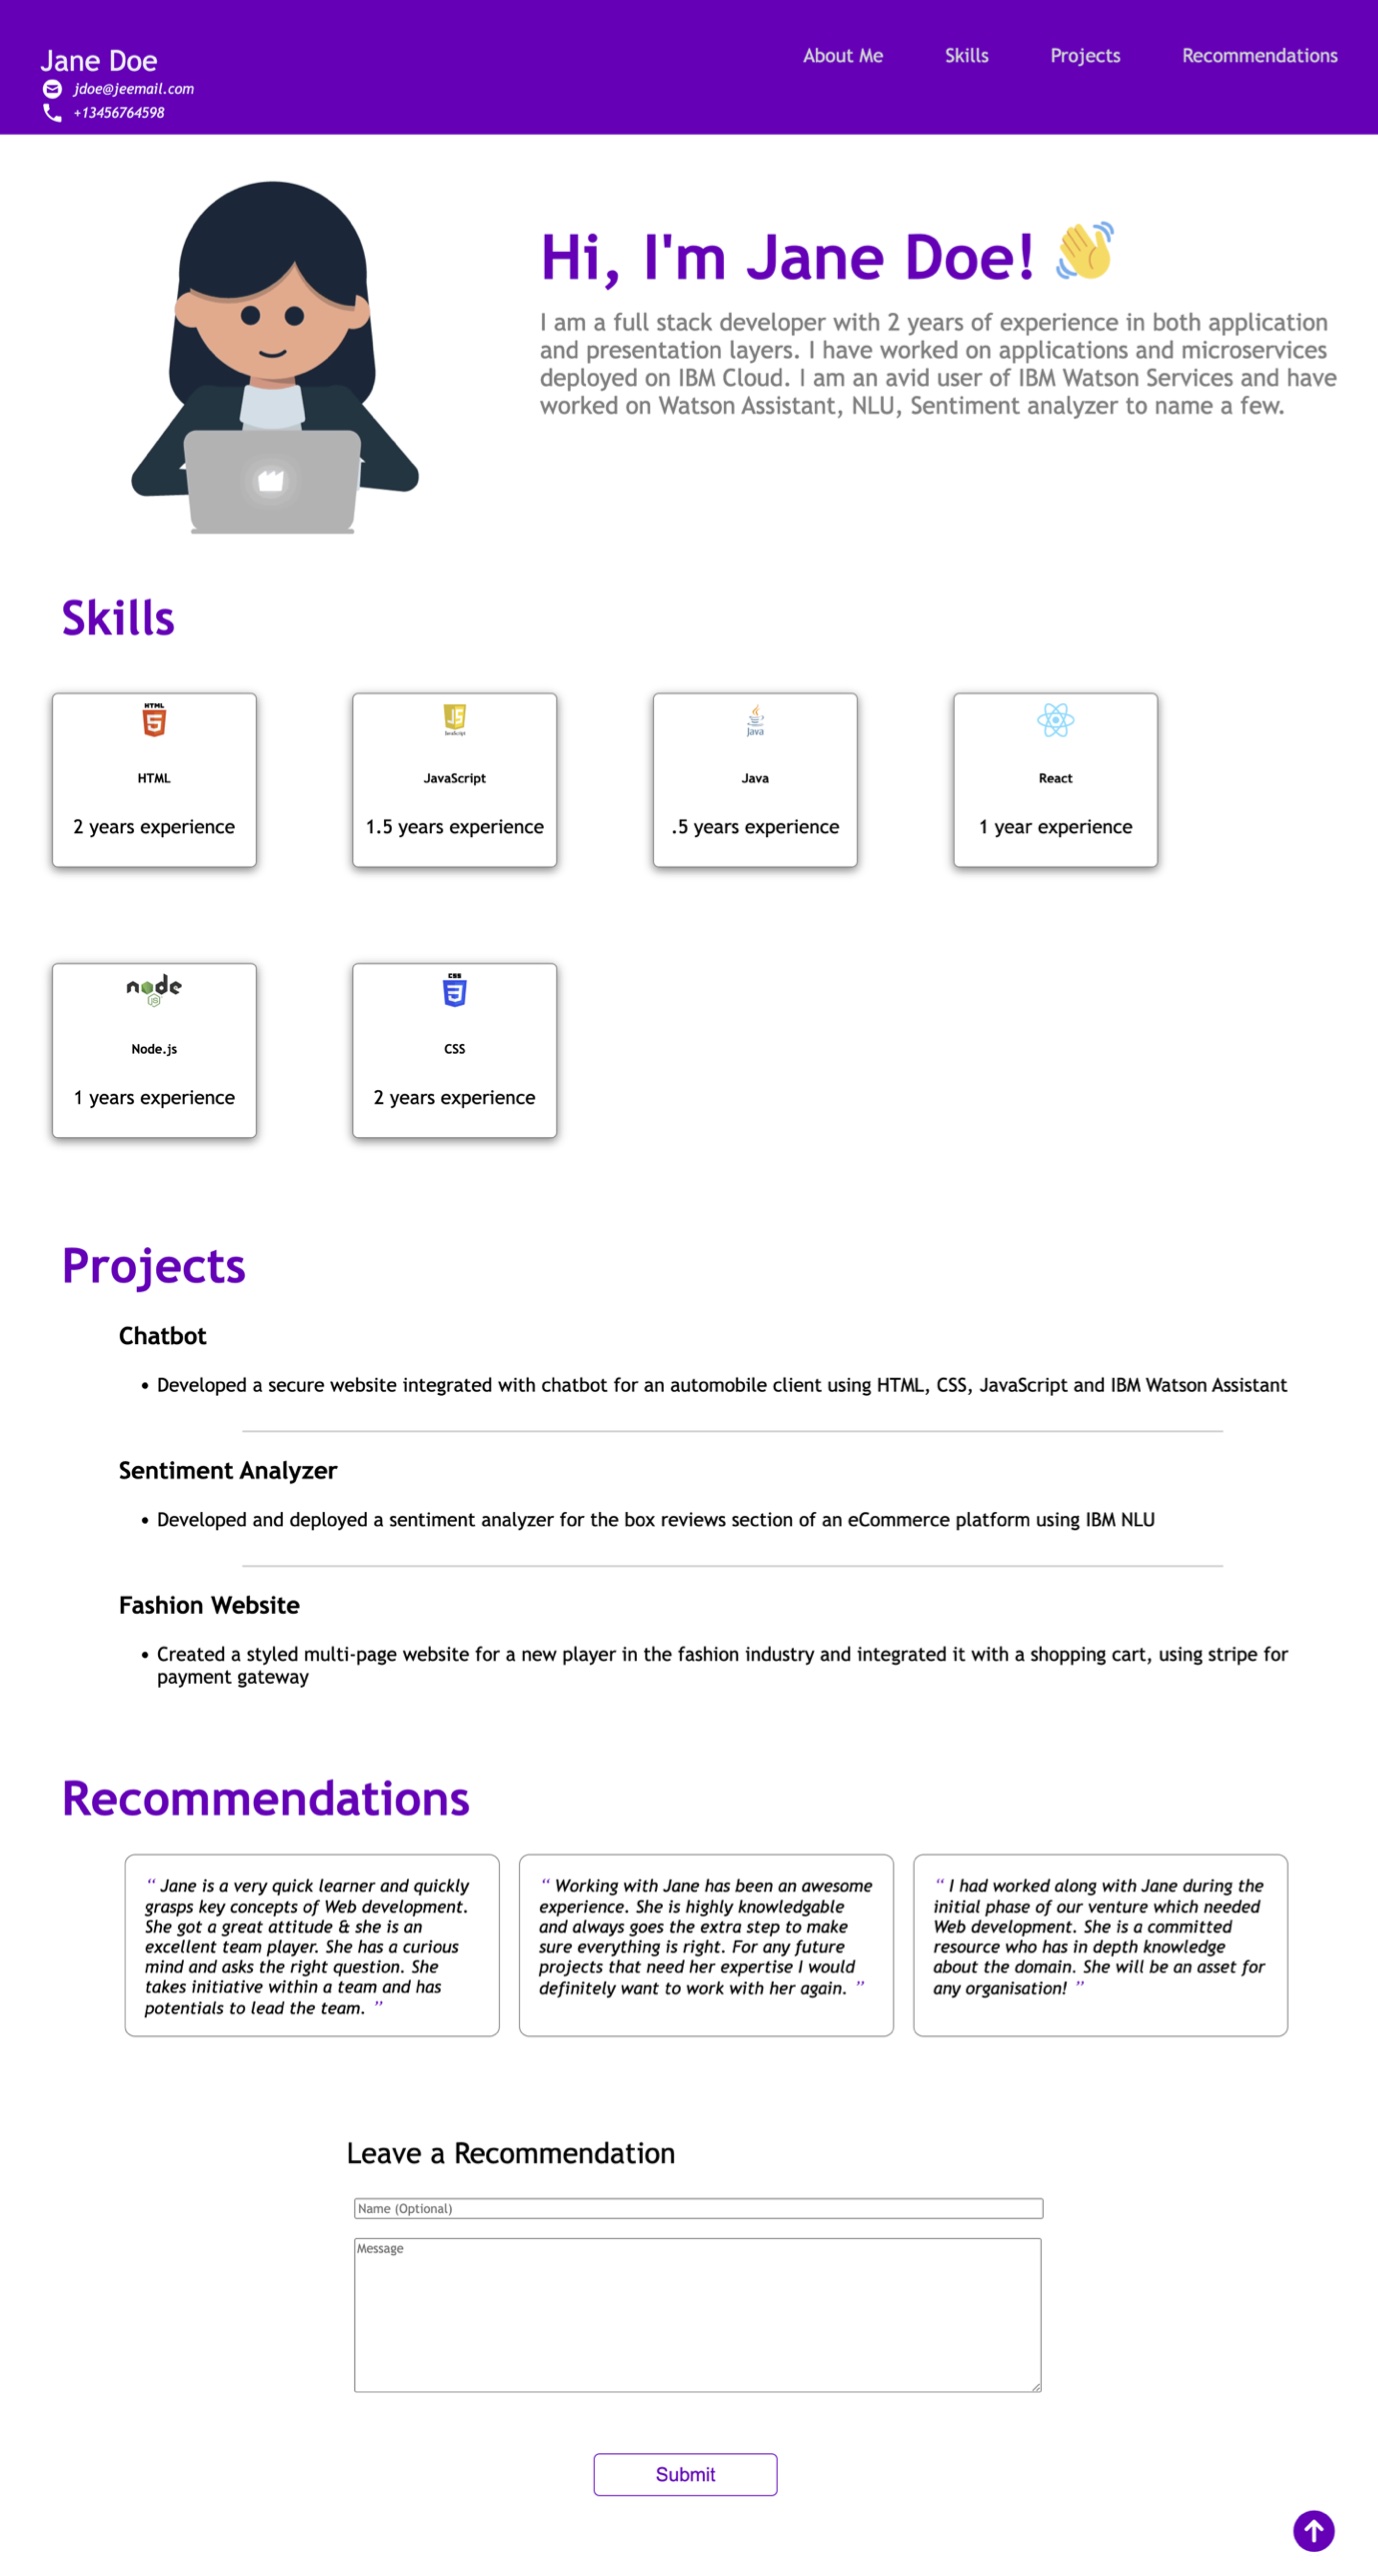 Jane Doe
jdoe@jeemail.com
+13456764598
About Me
Skills
Projects
Recommendations
Hi, I'm Jane Doe!
I am a full stack developer with 2 years of experience in both application
and presentation layers. I have worked on applications and microservices
deployed on IBM Cloud. I am an avid user of IBM Watson Services and have
worked on Watson Assistant, NLU, Sentiment analyzer to name a few.
Skills
HTML
5
HTML
2 years experience
JS
JavaScript
JavaScript
1.5 years experience
Java
Java
.5 years experience
React
1 year experience
node
JS
Node.js
1 years experience
CSS
3
CSS
2 years experience
Projects
Chatbot
• Developed a secure website integrated with chatbot for an automobile client using HTML, CSS, JavaScript and IBM Watson Assistant
Sentiment Analyzer
• Developed and deployed a sentiment analyzer for the box reviews section of an eCommerce platform using IBM NLU
Fashion Website
• Created a styled multi-page website for a new player in the fashion industry and integrated it with a shopping cart, using stripe for
payment gateway
Recommendations
“ Jane is a very quick learner and quickly
grasps key concepts of Web development.
She got a great attitude & she is an
excellent team player. She has a curious
mind and asks the right question. She
takes initiative within a team and has
potentials to lead the team. ”
“ Working with Jane has been an awesome
experience. She is highly knowledgable
and always goes the extra step to make
sure everything is right. For any future
projects that need her expertise I would
definitely want to work with her again. ”
“ I had worked along with Jane during the
initial phase of our venture which needed
Web development. She is a committed
resource who has in depth knowledge
about the domain. She will be an asset for
any organisation! ”
Leave a Recommendation
Name (Optional)
Message
Submit